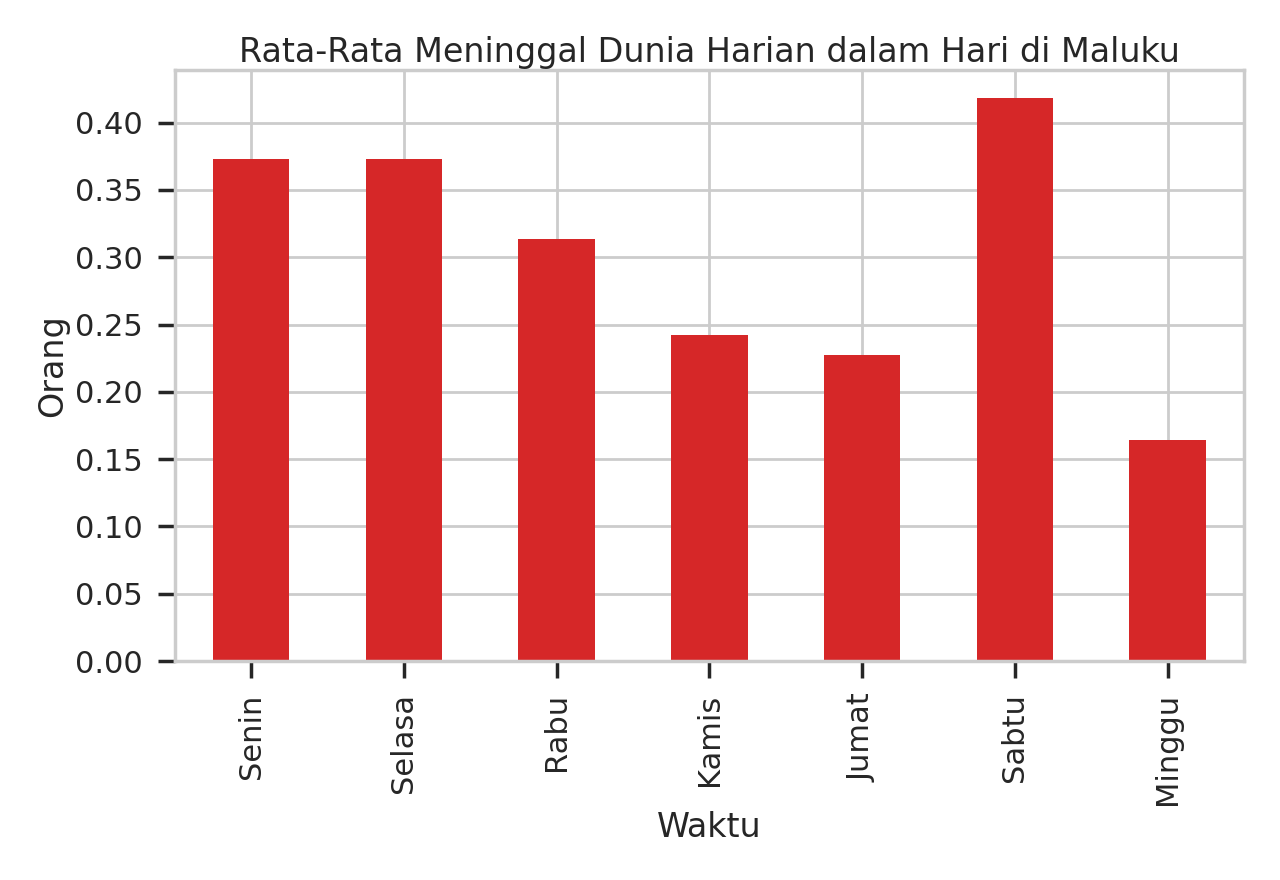 Rata-Rata Meninggal Dunia Harian dalam Hari di Maluku
0.40
0.35
0.30
0.25
0.20
0.15
0.10
0.05
0.00
Orang
Senin
Selasa
Rabu
Kamis
Jumat
Sabtu
Minggu
Waktu